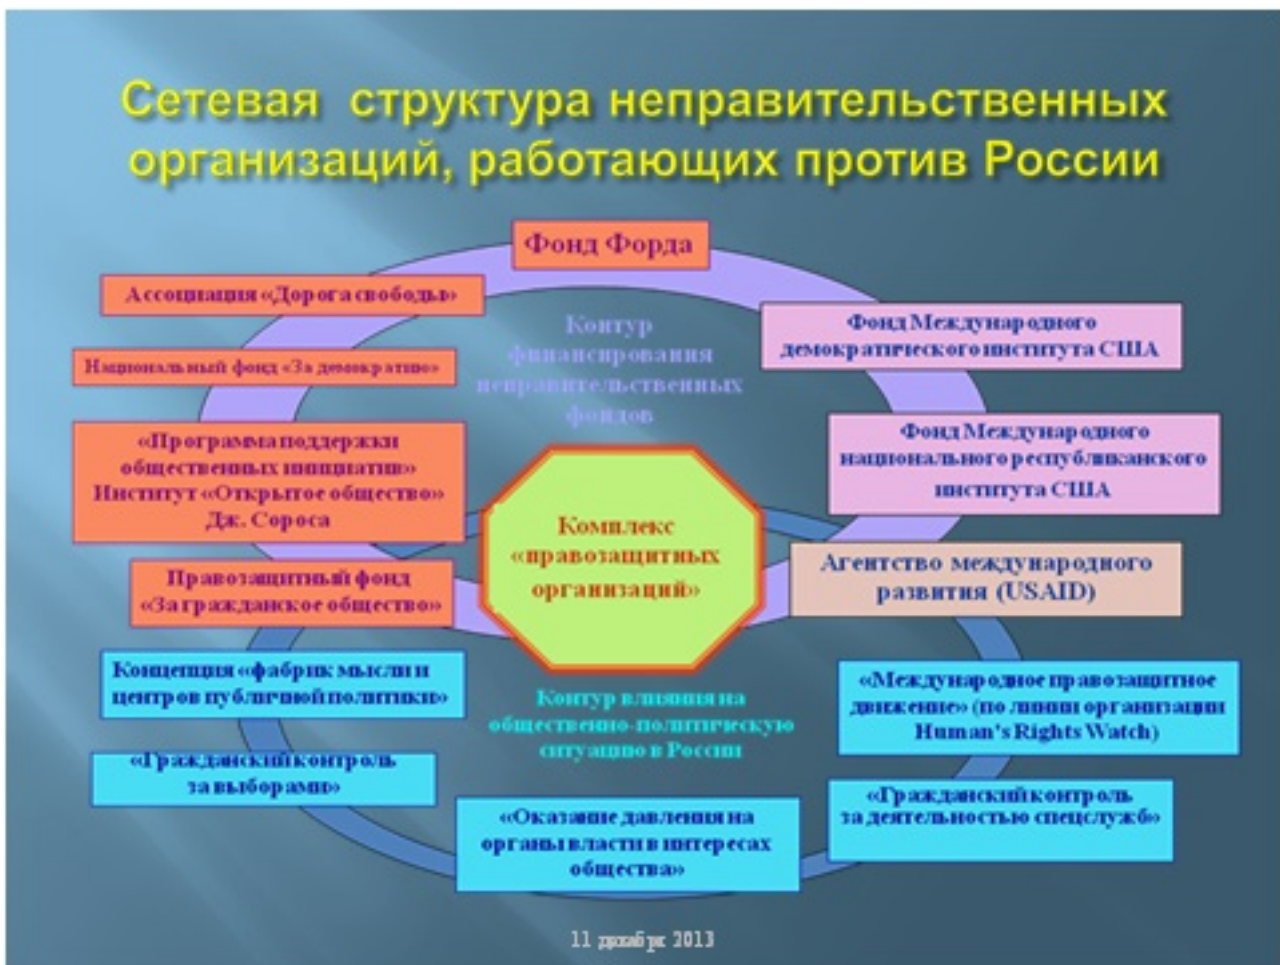 Сетевая структура неправительственных
организаций, работающих против России
Фонд Форда
Ассоциация «Дорога свободы»
Национальный фонд «За демократию»
«Программа поддержки
общественных инициатив»
Институт «Открытое общество»
Дж. Сороса
Правозащитный фонд
«За гражданское общество»
Контур
финансирования
неправительственных
фондов
Фонд Международного
демократического института США
Фонд Международного
национального республиканского
института США
Агентство международного
развития (USAID)
Комплекс
«правозащитных
организаций»
Концепция «фабрик мысли и
центров публичной политики»
«Гражданский контроль
за выборами»
Контур влияния на
общественно-политическую
ситуацию в России
«Оказание давления на
органы власти в интересах
общества»
«Международное правозащитное
движение» (по линии организации
Human's Rights Watch)
«Гражданский контроль
за деятельностью спецслужб»
11 декабря 2013